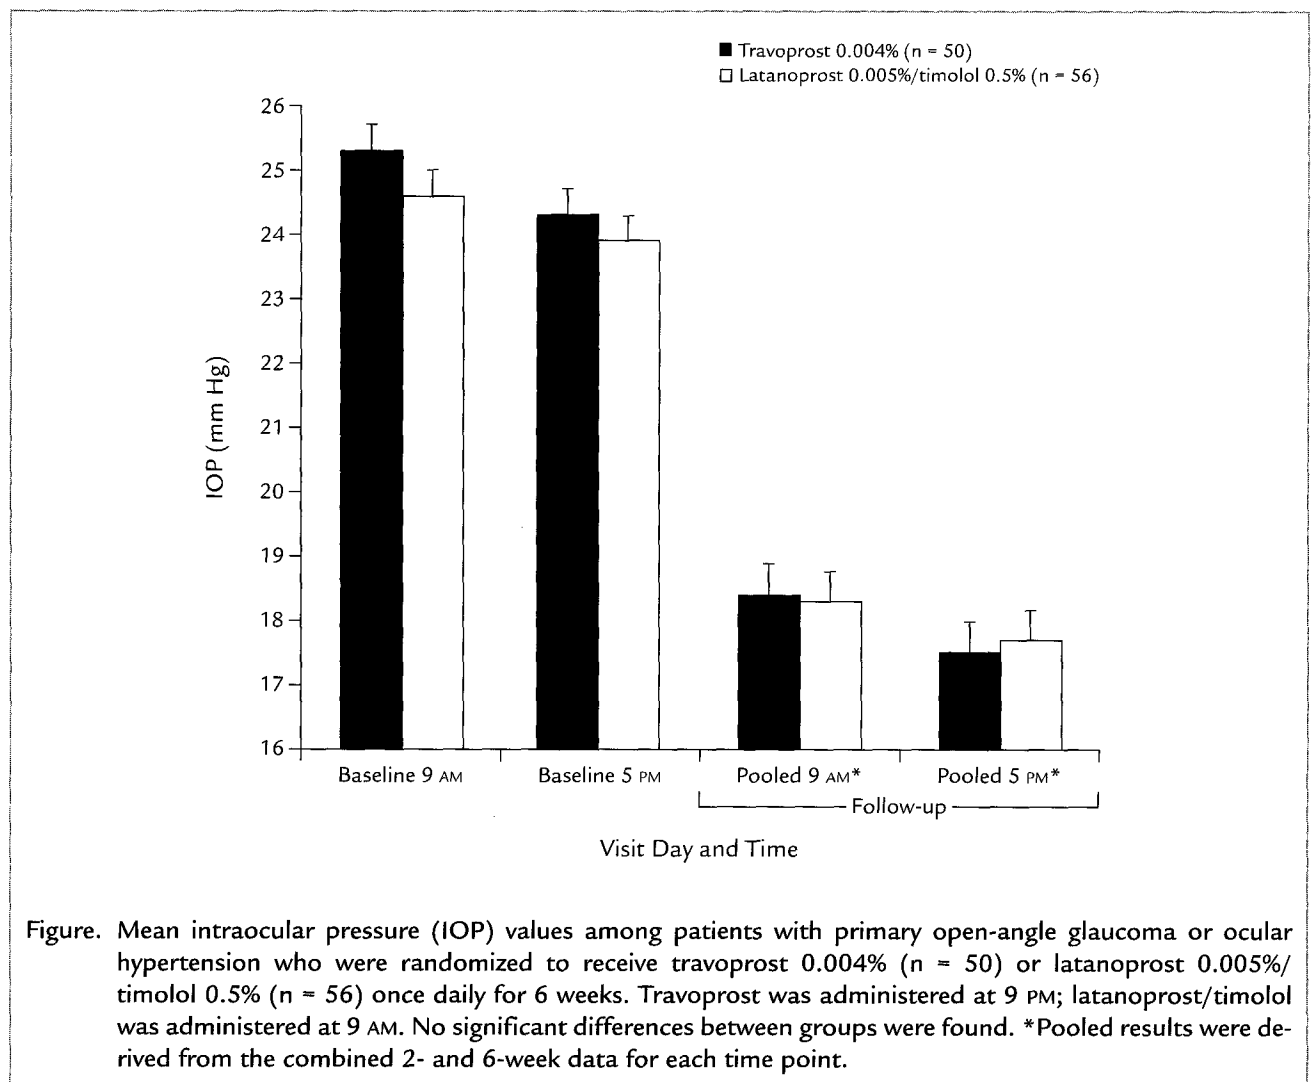 ■ Travoprost 0.004% (n = 50)
□ Latanoprost 0.005%/timolol 0.5% (n = 56)
26
25
24
23
22
21
20
19
18
17
16
IOP (mm Hg)
Baseline 9 AM
Baseline 5 PM
Pooled 9 AM*
Pooled 5 PM*
Follow-up
Visit Day and Time
Figure. Mean intraocular pressure (IOP) values among patients with primary open-angle glaucoma or ocular
hypertension who were randomized to receive travoprost 0.004% (n = 50) or latanoprost 0.005%/
timolol 0.5% (n = 56) once daily for 6 weeks. Travoprost was administered at 9 PM; latanoprost/timolol
was administered at 9 AM. No significant differences between groups were found. *Pooled results were de-
rived from the combined 2- and 6-week data for each time point.